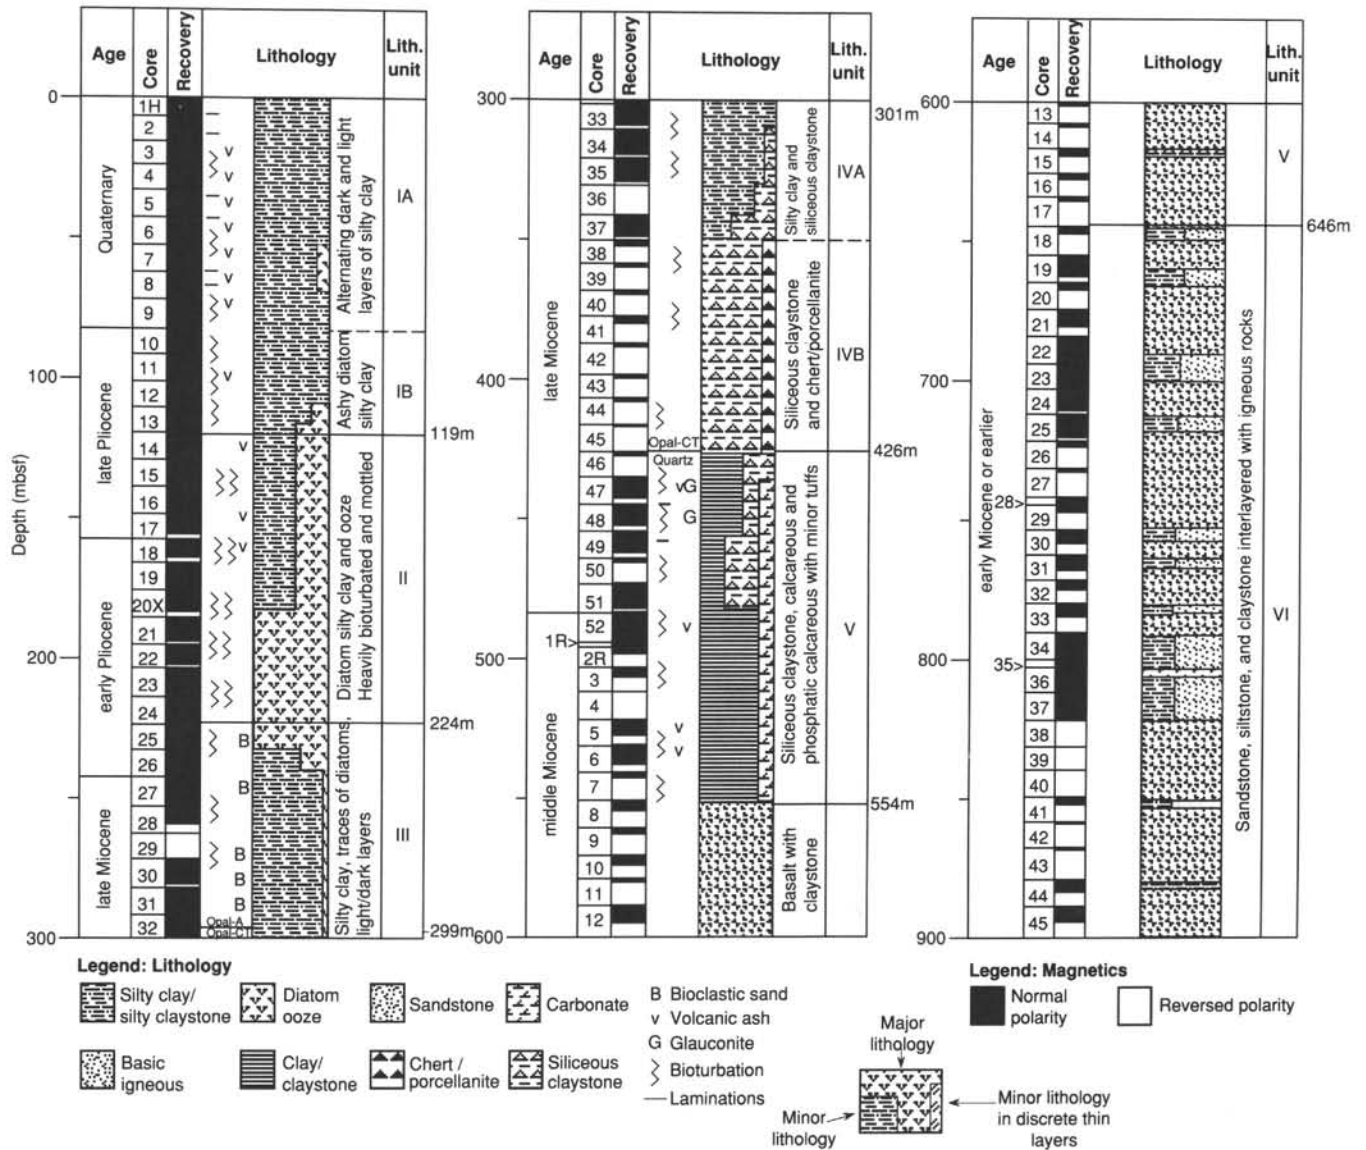 Age
Core
Recovery
Lithology
Lith.
unit
0
100
200
300
Depth (mbsf)
Quaternary
late Pliocene
early Pliocene
late Miocene
1H
2
3
4
5
6
7
8
9
10
11
12
13
14
15
16
17
18
19
20X
21
22
23
24
25
26
27
28
29
30
31
32
v
v
v
v
v
v
v
v
v
v
v
B
B
B
B
B
Opal-A
Opal-CT
Alternating dark and light
layers of silty clay
Ashy diatom
silty clay
Diatom silty clay and ooze
Heavily bioturbated and mottled
Silty clay, traces of diatoms,
light/dark layers
IA
IB
II
III
119m
224m
299m
Age
Core
Recovery
Lithology
Lith.
unit
300
400
500
600
late Miocene
middle Miocene
33
34
35
36
37
38
39
40
41
42
43
44
45
46
47
48
49
50
51
52
1R>
2R
3
4
5
6
7
8
9
10
11
12
Opal-CT
Quartz
vG
G
v
v
v
Silty clay and
siliceous claystone
Siliceous claystone
and chert/porcellanite
Siliceous claystone, calcareous and
phosphatic calcareous with minor tuffs
Basalt with
claystone
IVA
IVB
V
301m
426m
554m
Age
Core
Recovery
Lithology
Lith.
unit
600
700
800
900
early Miocene or earlier
13
14
15
16
17
18
19
20
21
22
23
24
25
26
27
28>
29
30
31
32
33
34
35>
36
37
38
39
40
41
42
43
44
45
Sandstone, siltstone, and claystone interlayered with igneous rocks
V
VI
646m
Legend: Lithology
Silty clay/
silty claystone
Diatom
ooze
Sandstone
Carbonate
Basic
igneous
Clay/
claystone
Chert /
porcellanite
Siliceous
claystone
B Bioclastic sand
v Volcanic ash
G Glauconite
Bioturbation
Laminations
Legend: Magnetics
Normal
polarity
Reversed polarity
Major
lithology
Minor
lithology
Minor lithology
in discrete thin
layers